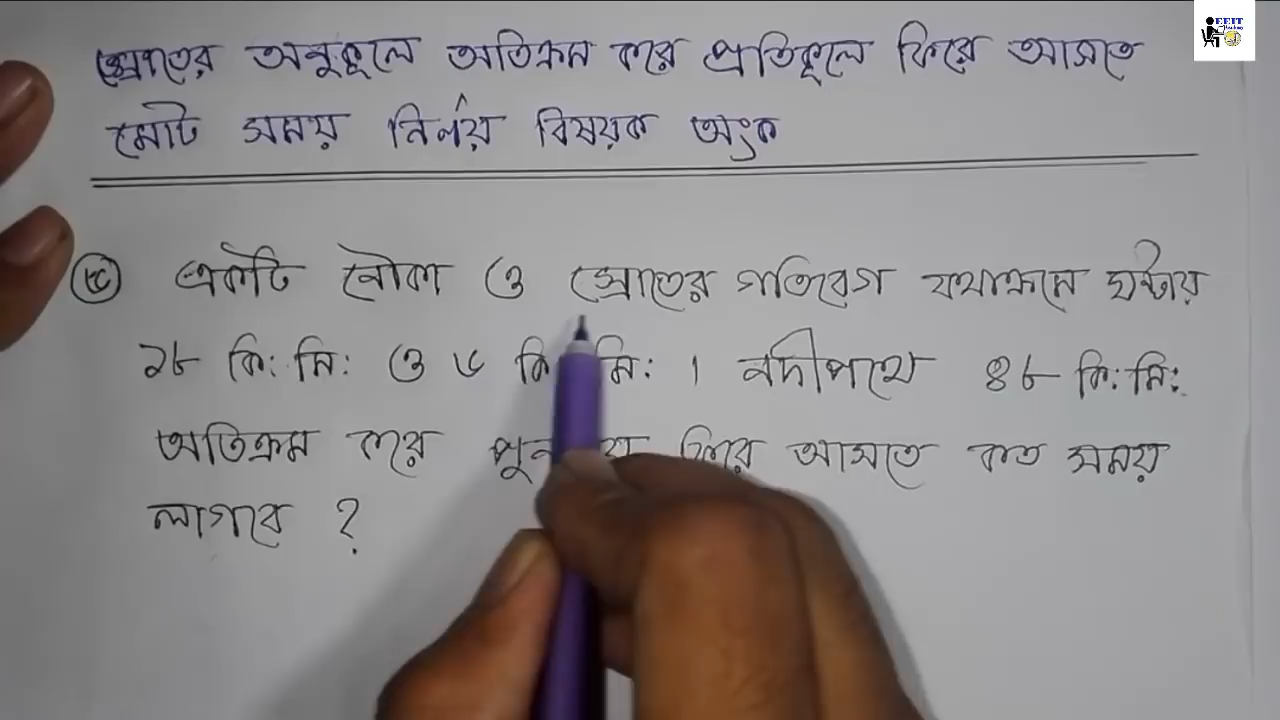 স্রোতের অনুকূলে অতিক্রম করে প্রতিকূলে ফিরে আসতে
মোট সময় নির্ণয় বিষয়ক অংক
একটি নৌকা ও স্রোতের গতিবেগ যথাক্রমে ঘন্টায়
১৮ কি:মি: ও ৬ মি: । নদীপথে ৪৮ কি:মি:
অতিক্রম করে আসতে কত সময়
লাগবে ?
EEIT